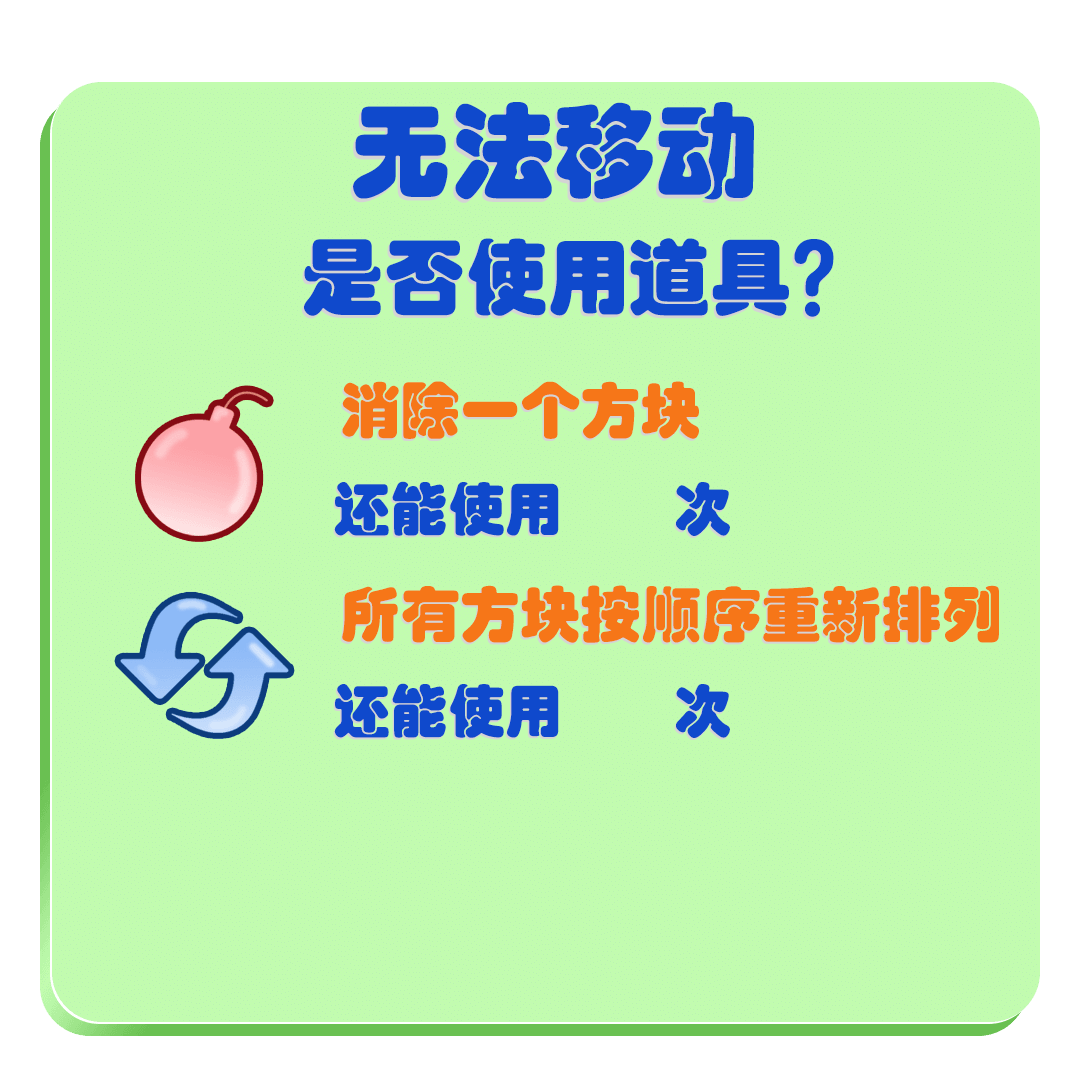 无法移动
是否使用道具?
消除一个方块
还能使用 次
所有方块按顺序重新排列
还能使用 次